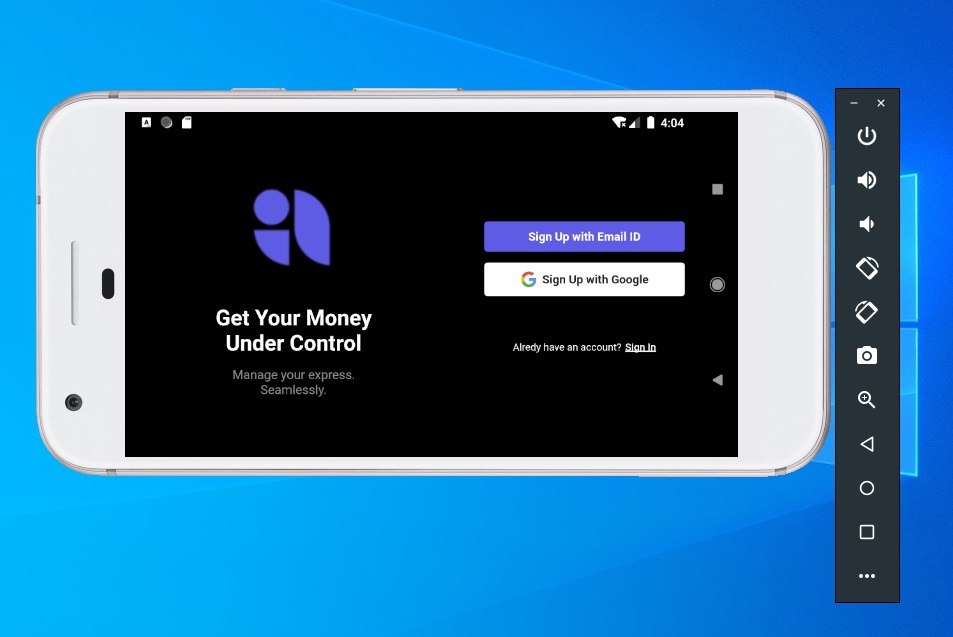 A
4:04
Get Your Money
Under Control
Manage your express.
Seamlessly.
Sign Up with Email ID
G Sign Up with Google
Alredy have an account? Sign In